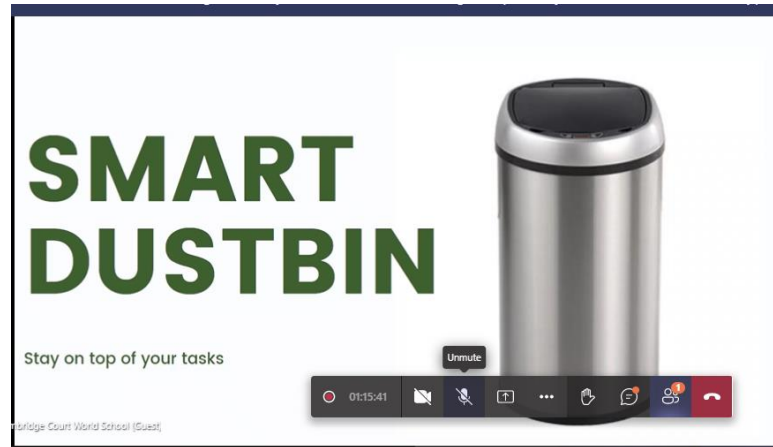 SMART
DUSTBIN
Stay on top of your tasks
Unmute
01:15:41
1
Court World School (Guest)